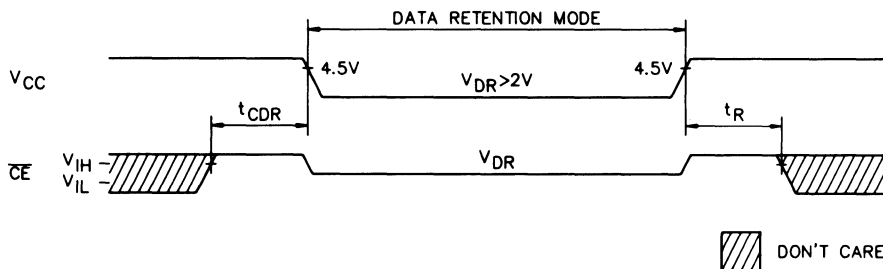 DATA RETENTION MODE
VCC
4.5V
VDR>2V
4.5V
tCDR
tR
CE
VIH
VIL
VDR
DON'T CARE